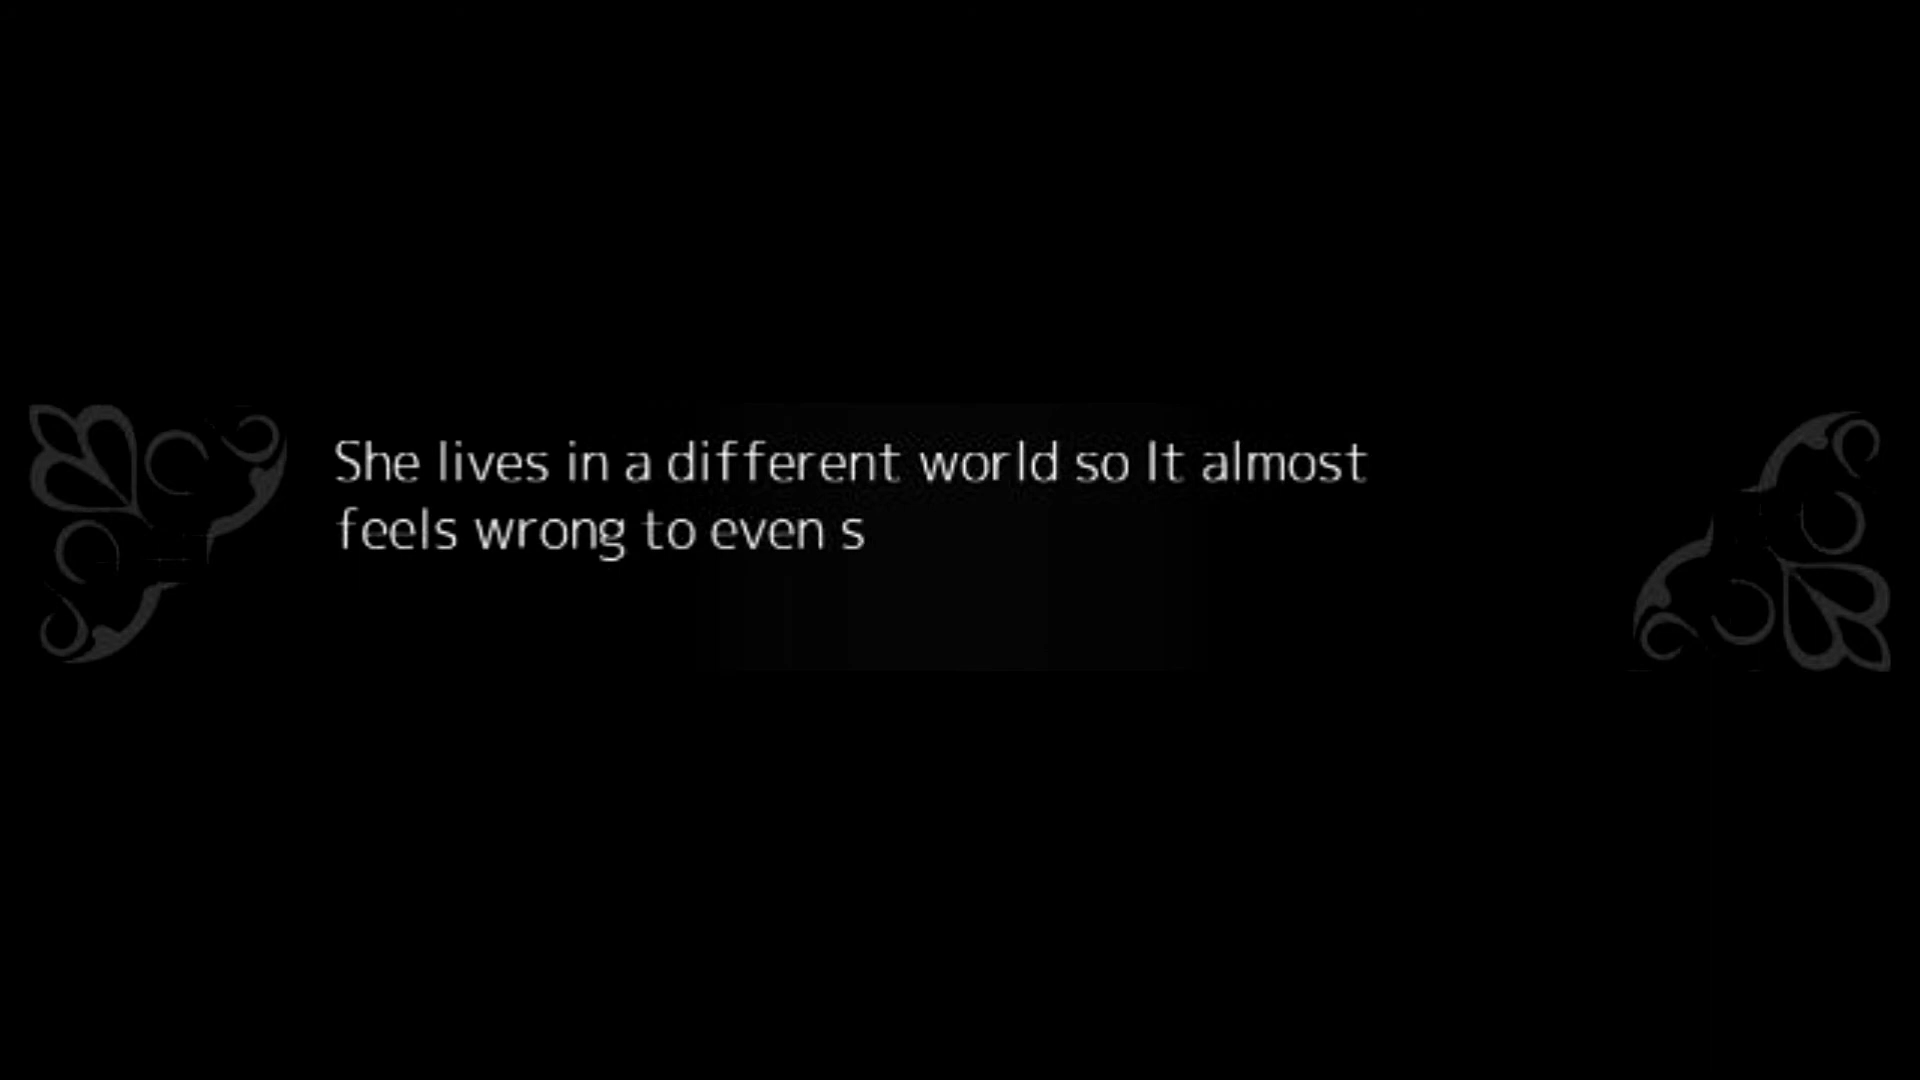 She lives in a different world so It almost
feels wrong to even s